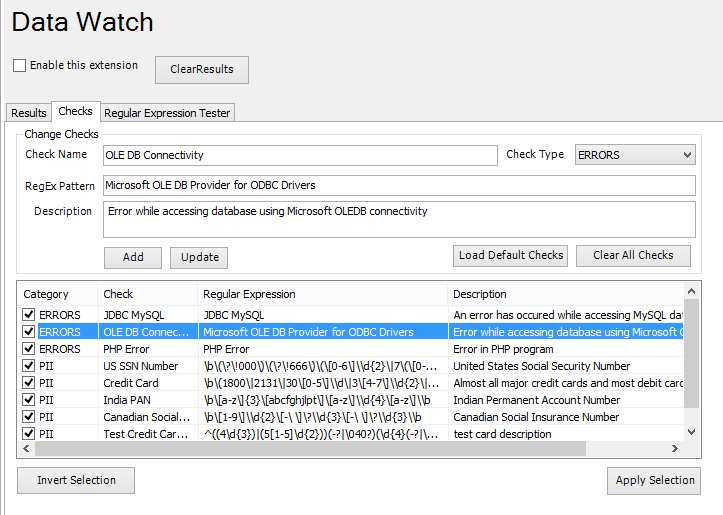 Data Watch
Enable this extension ClearResults
Results Checks Regular Expression Tester
Change Checks
Check Name OLE DB Connectivity Check Type ERRORS
RegEx Pattern Microsoft OLE DB Provider for ODBC Drivers
Description Error while accessing database using Microsoft OLEDB connectivity
Add Update Load Default Checks Clear All Checks
Category Check Regular Expression Description
ERRORS JDBC MySQL JDBC MySQL An error has occured while accessing MySQL dat
ERRORS OLE DB Connec... Microsoft OLE DB Provider for ODBC Drivers Error while accessing database using Microsoft O
ERRORS PHP Error PHP Error Error in PHP program
PII US SSN Number \b\(\?\!000\)\(\?\!666\)\(\[0-6\]\\d{2}\|7\(\[0-... United States Social Security Number
PII Credit Card \b\(1800\|2131\|30\[0-5\]\\d\|3\[4-7\]\\d{2}\|... Almost all major credit cards and most debit card
PII India PAN \b\[a-z\]{3}\[abcfghjlpt\]\[a-z\]\\d{4}\[a-z\]\\b Indian Permanent Account Number
PII Canadian Social... \b\[1-9\]\\d{2}\[-\ \]\?\\d{3}\[-\ \]\?\\d{3}\\b Canadian Social Insurance Number
PII Test Credit Car... ^((4\d{3})|(5[1-5]\d{2}))(-?|\040?)(\d{4}(-?|\... test card description
Invert Selection Apply Selection